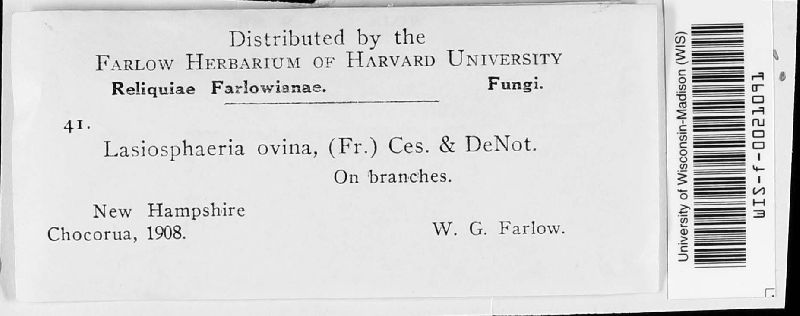 Distributed by the
Farlow Herbarium of Harvard University
Reliquiae Farlowianae. Fungi.
41.
Lasiosphaeria ovina, (Fr.) Ces. & DeNot.
On branches.
New Hampshire
Chocorua, 1908. W. G. Farlow.
University of Wisconsin-Madison (WIS)
WIS-f-0021061